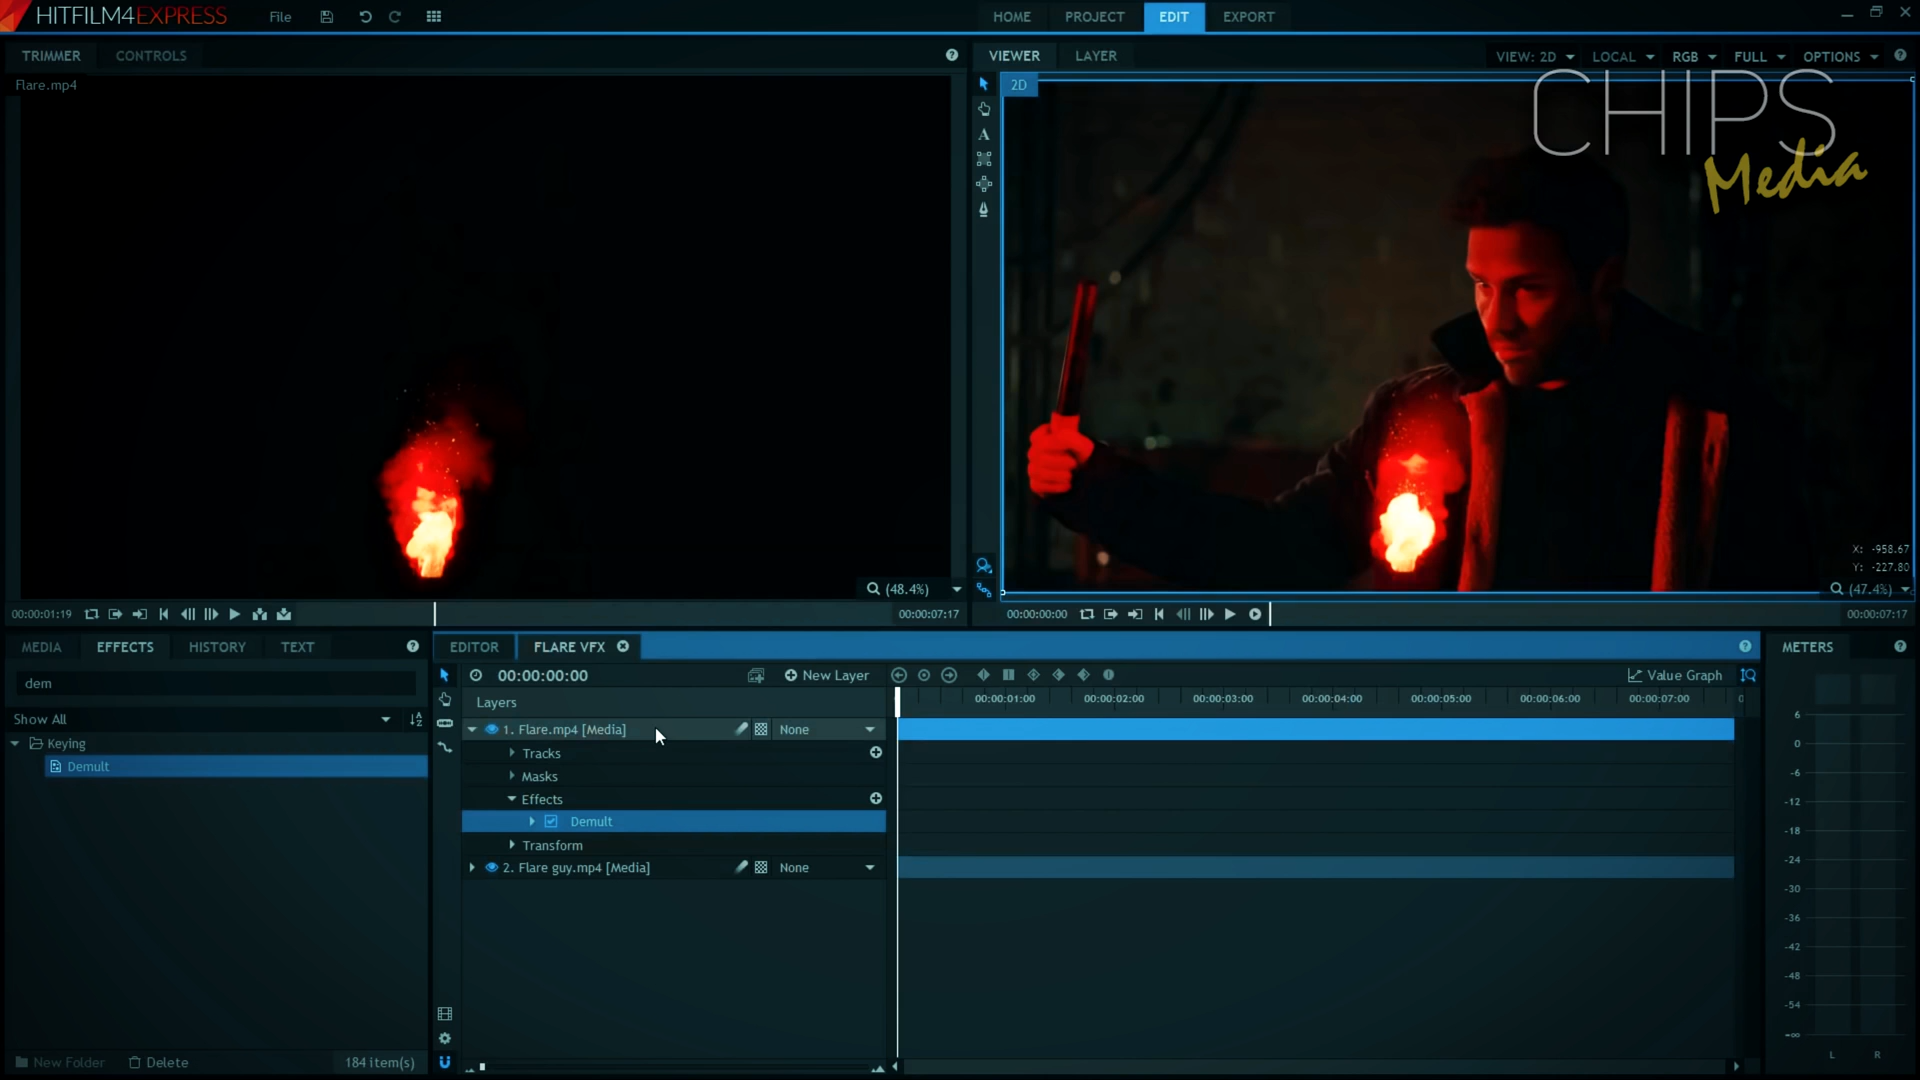 HITFILM4EXPRESS
File
HOME
PROJECT
EDIT
EXPORT
TRIMMER
CONTROLS
VIEWER
LAYER
VIEW: 2D
LOCAL
RGB
FULL
OPTIONS
Flare.mp4
2D
CHIPS
Media
X: -958.67
Y: -227.80
(48.4%)
(47.4%)
00:00:01:19
00:00:07:17
00:00:00:00
00:00:07:17
MEDIA
EFFECTS
HISTORY
TEXT
EDITOR
FLARE VFX
METERS
dem
00:00:00:00
New Layer
Value Graph
Show All
Layers
00:00:01:00
00:00:02:00
00:00:03:00
00:00:04:00
00:00:05:00
00:00:06:00
00:00:07:00
0
Keying
Demult
1. Flare.mp4 [Media]
None
Tracks
Masks
Effects
Demult
Transform
2. Flare guy.mp4 [Media]
None
6
0
-6
-12
-18
-24
-30
-36
-42
-48
-54
-∞
L
R
New Folder
Delete
184 item(s)